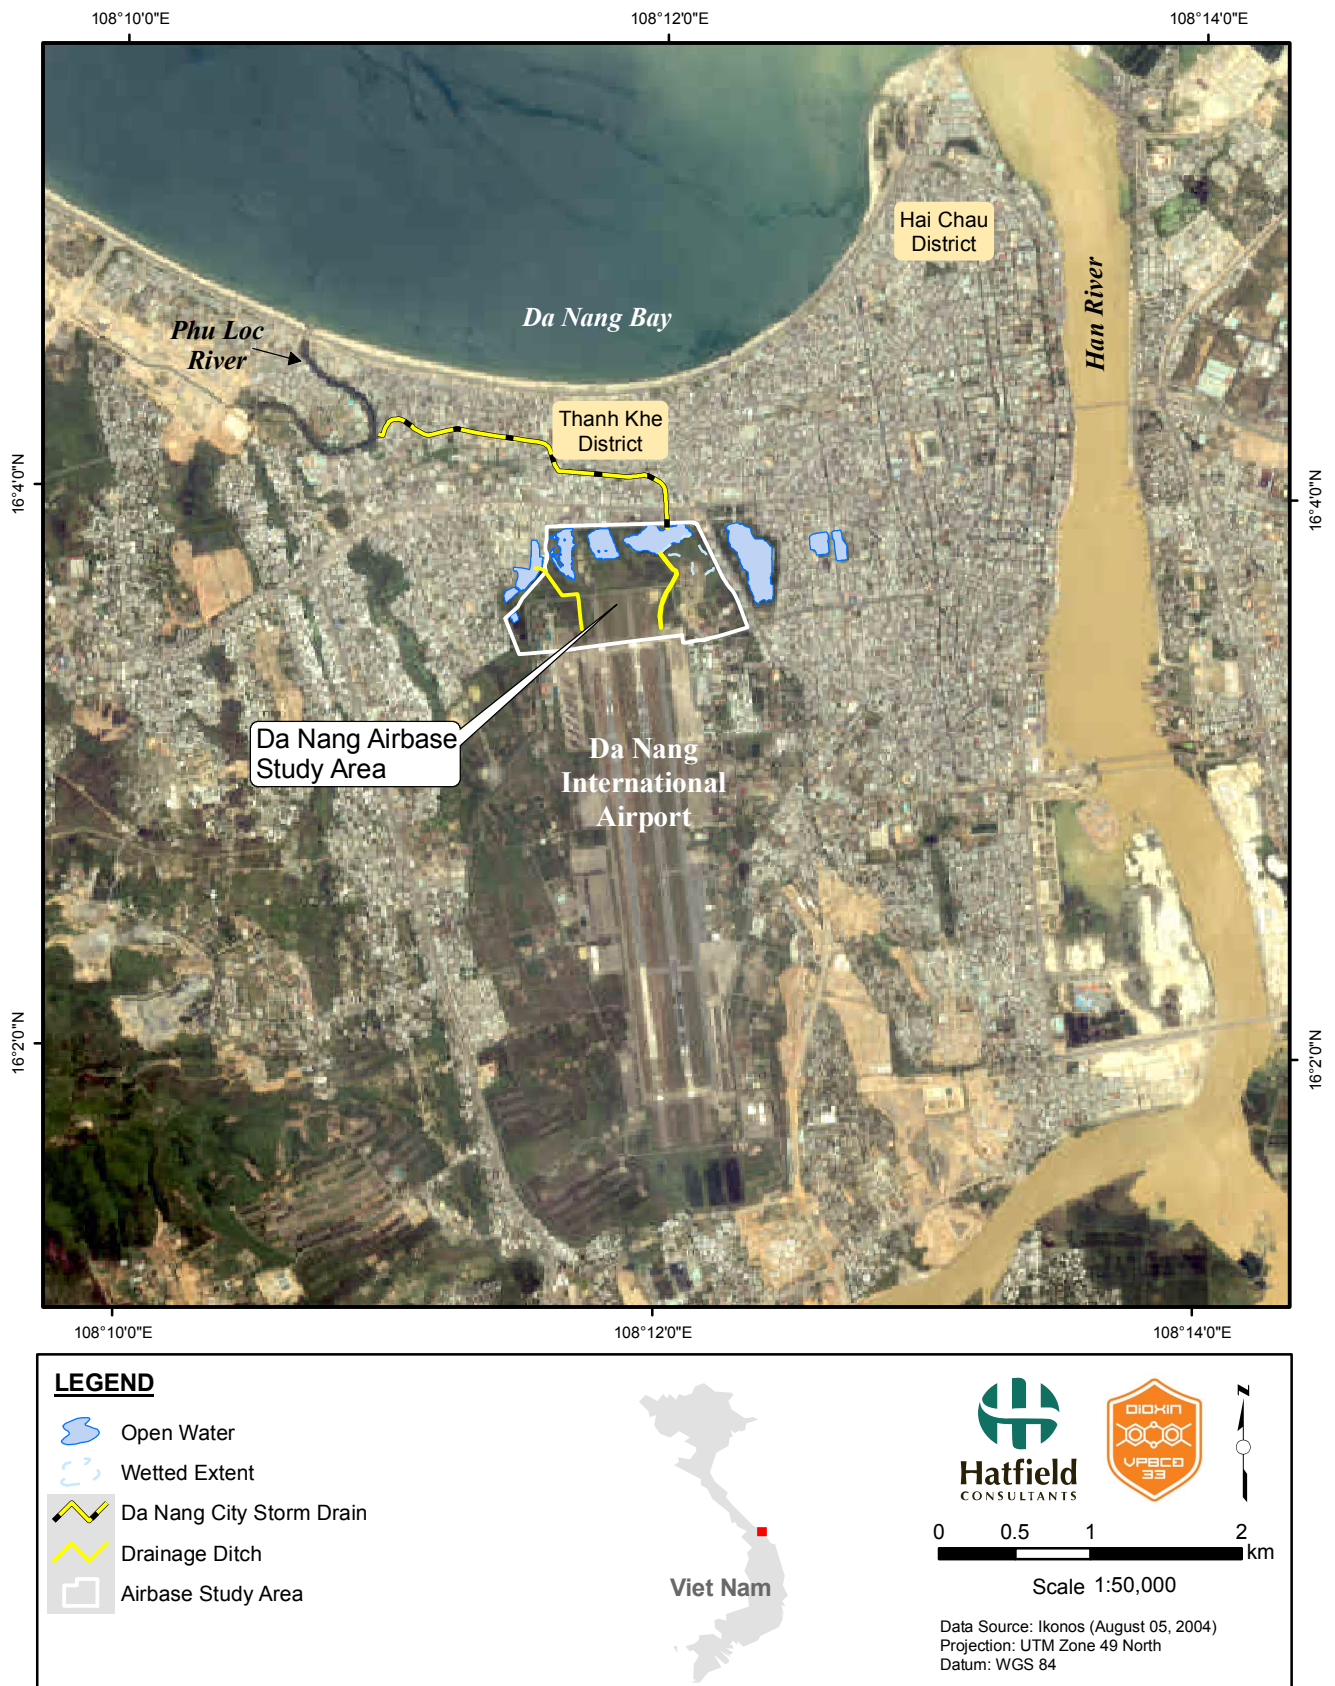 108°10'0"E
108°12'0"E
108°14'0"E
Hai Chau
District
Han River
Da Nang Bay
Phu Loc
River
Thanh Khe
District
16°4'0"N
16°4'0"N
Da Nang Airbase
Study Area
Da Nang
International
Airport
16°2'0"N
16°2'0"N
108°10'0"E
108°12'0"E
108°14'0"E
LEGEND
Open Water
Wetted Extent
Da Nang City Storm Drain
Drainage Ditch
Airbase Study Area
Viet Nam
Hatfield
CONSULTANTS
DIOXIN
VPBCĐ
33
N
0 0.5 1 2
km
Scale 1:50,000
Data Source: Ikonos (August 05, 2004)
Projection: UTM Zone 49 North
Datum: WGS 84